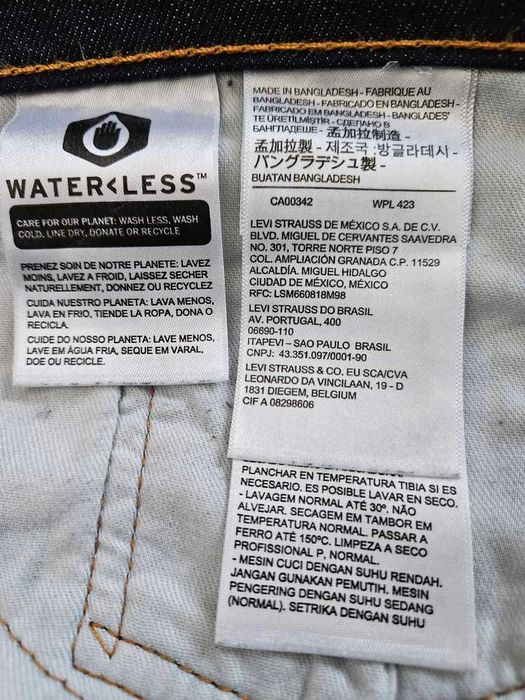 WATER<LESS™
CARE FOR OUR PLANET: WASH LESS, WASH
COLD, LINE DRY, DONATE OR RECYCLE
PRENEZ SOIN DE NOTRE PLANETE: LAVEZ
MOINS, LAVEZ A FROID, LAISSEZ SECHER
NATURELLEMENT, DONNEZ OU RECYCLEZ
CUIDA NUESTRO PLANETA: LAVA MENOS,
LAVA EN FRIO, TIENDE LA ROPA, DONA O
RECICLA.
CUIDE DO NOSSO PLANETA: LAVE MENOS,
LAVE EM ÁGUA FRIA, SEQUE EM VARAL,
DOE OU RECICLE.
MADE IN BANGLADESH - FABRIQUE AU
BANGLADESH - FABRICADO EN BANGLADESH -
FABRICADO EM BANGLADESH - BANGLADEŞ'
TE ÜRETİLMİŞTİR - СДЕЛАНО В
БАНГЛАДЕШЕ - 孟加拉制造 -
孟加拉製 - 제조국 :방글라데시 -
バングラデシュ製 -
BUATAN BANGLADESH
CA00342 WPL 423
LEVI STRAUSS DE MÉXICO S.A. DE C.V.
BLVD. MIGUEL DE CERVANTES SAAVEDRA
NO. 301, TORRE NORTE PISO 7
COL. AMPLIACIÓN GRANADA C.P. 11529
ALCALDÍA. MIGUEL HIDALGO
CIUDAD DE MÉXICO, MÉXICO
RFC: LSM660818M98
LEVI STRAUSS DO BRASIL
AV. PORTUGAL, 400
06690-110
ITAPEVI – SAO PAULO BRASIL
CNPJ: 43.351.097/0001-90
LEVI STRAUSS & CO. EU SCA/CVA
LEONARDO DA VINCILAAN, 19 - D
1831 DIEGEM, BELGIUM
CIF A 08298606
PLANCHAR EN TEMPERATURA TIBIA SI ES
NECESARIO. ES POSIBLE LAVAR EN SECO.
- LAVAGEM NORMAL ATÉ 30º. NÃO
ALVEJAR. SECAGEM EM TAMBOR EM
TEMPERATURA NORMAL. PASSAR A
FERRO ATÉ 150ºC. LIMPEZA A SECO
PROFISSIONAL P, NORMAL.
- MESIN CUCI DENGAN SUHU RENDAH.
JANGAN GUNAKAN PEMUTIH. MESIN
PENGERING DENGAN SUHU SEDANG
(NORMAL). SETRIKA DENGAN SUHU